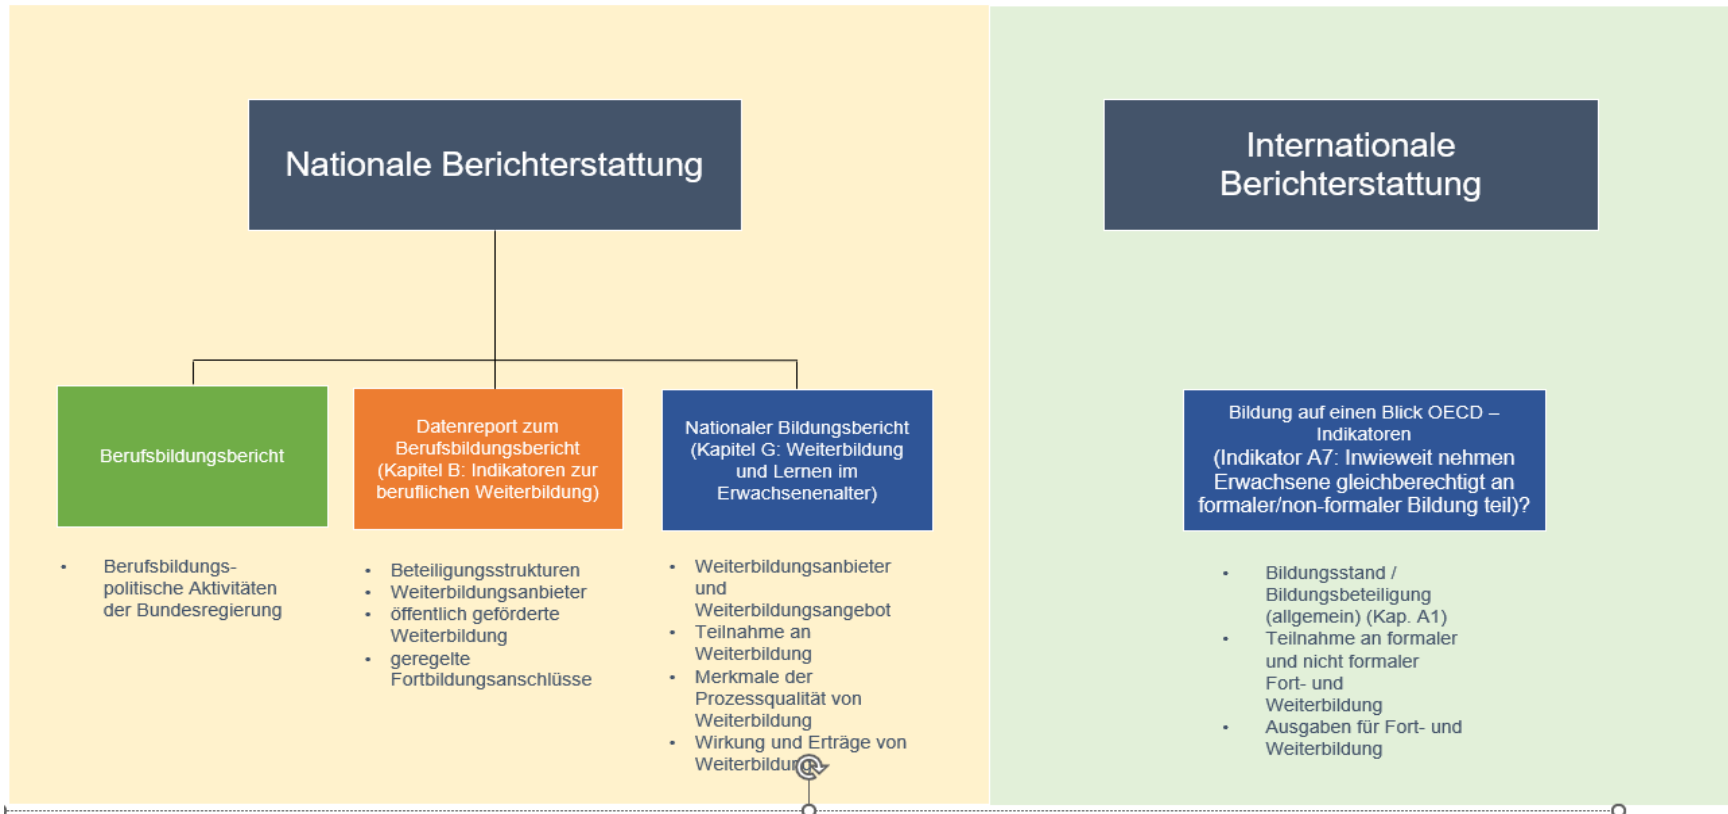 Nationale Berichterstattung
Internationale
Berichterstattung
Berufsbildungsbericht
Datenreport zum
Berufsbildungsbericht
(Kapitel B: Indikatoren zur
beruflichen Weiterbildung)
Nationaler Bildungsbericht
(Kapitel G: Weiterbildung
und Lernen im
Erwachsenenalter)
Bildung auf einen Blick OECD –
Indikatoren
(Indikator A7: Inwieweit nehmen
Erwachsene gleichberechtigt an
formaler/non-formaler Bildung teil)?
• Berufsbildungs-
politische Aktivitäten
der Bundesregierung
• Beteiligungsstrukturen
• Weiterbildungsanbieter
• öffentlich geförderte
Weiterbildung
• geregelte
Fortbildungsanschlüsse
• Weiterbildungsanbieter
und
Weiterbildungsangebot
• Teilnahme an
Weiterbildung
• Merkmale der
Prozessqualität von
Weiterbildung
• Wirkung und Erträge von
Weiterbildung
• Bildungsstand /
Bildungsbeteiligung
(allgemein) (Kap. A1)
• Teilnahme an formaler
und nicht formaler
Fort- und
Weiterbildung
• Ausgaben für Fort- und
Weiterbildung